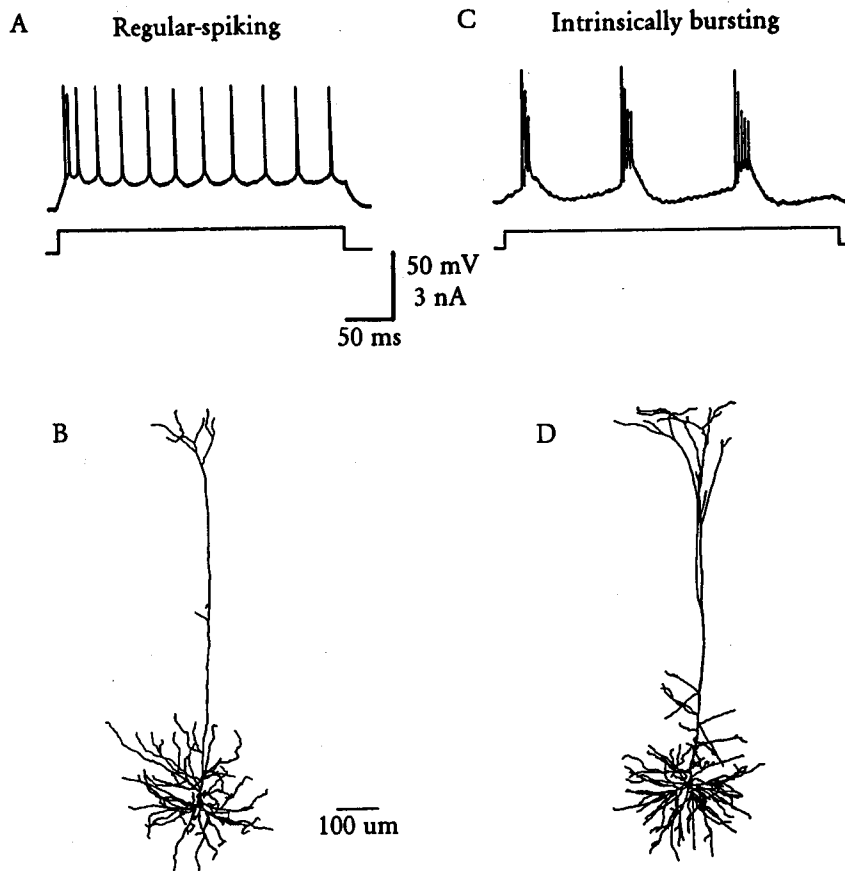 A Regular-spiking
C Intrinsically bursting
50 mV
3 nA
50 ms
B
D
100 um